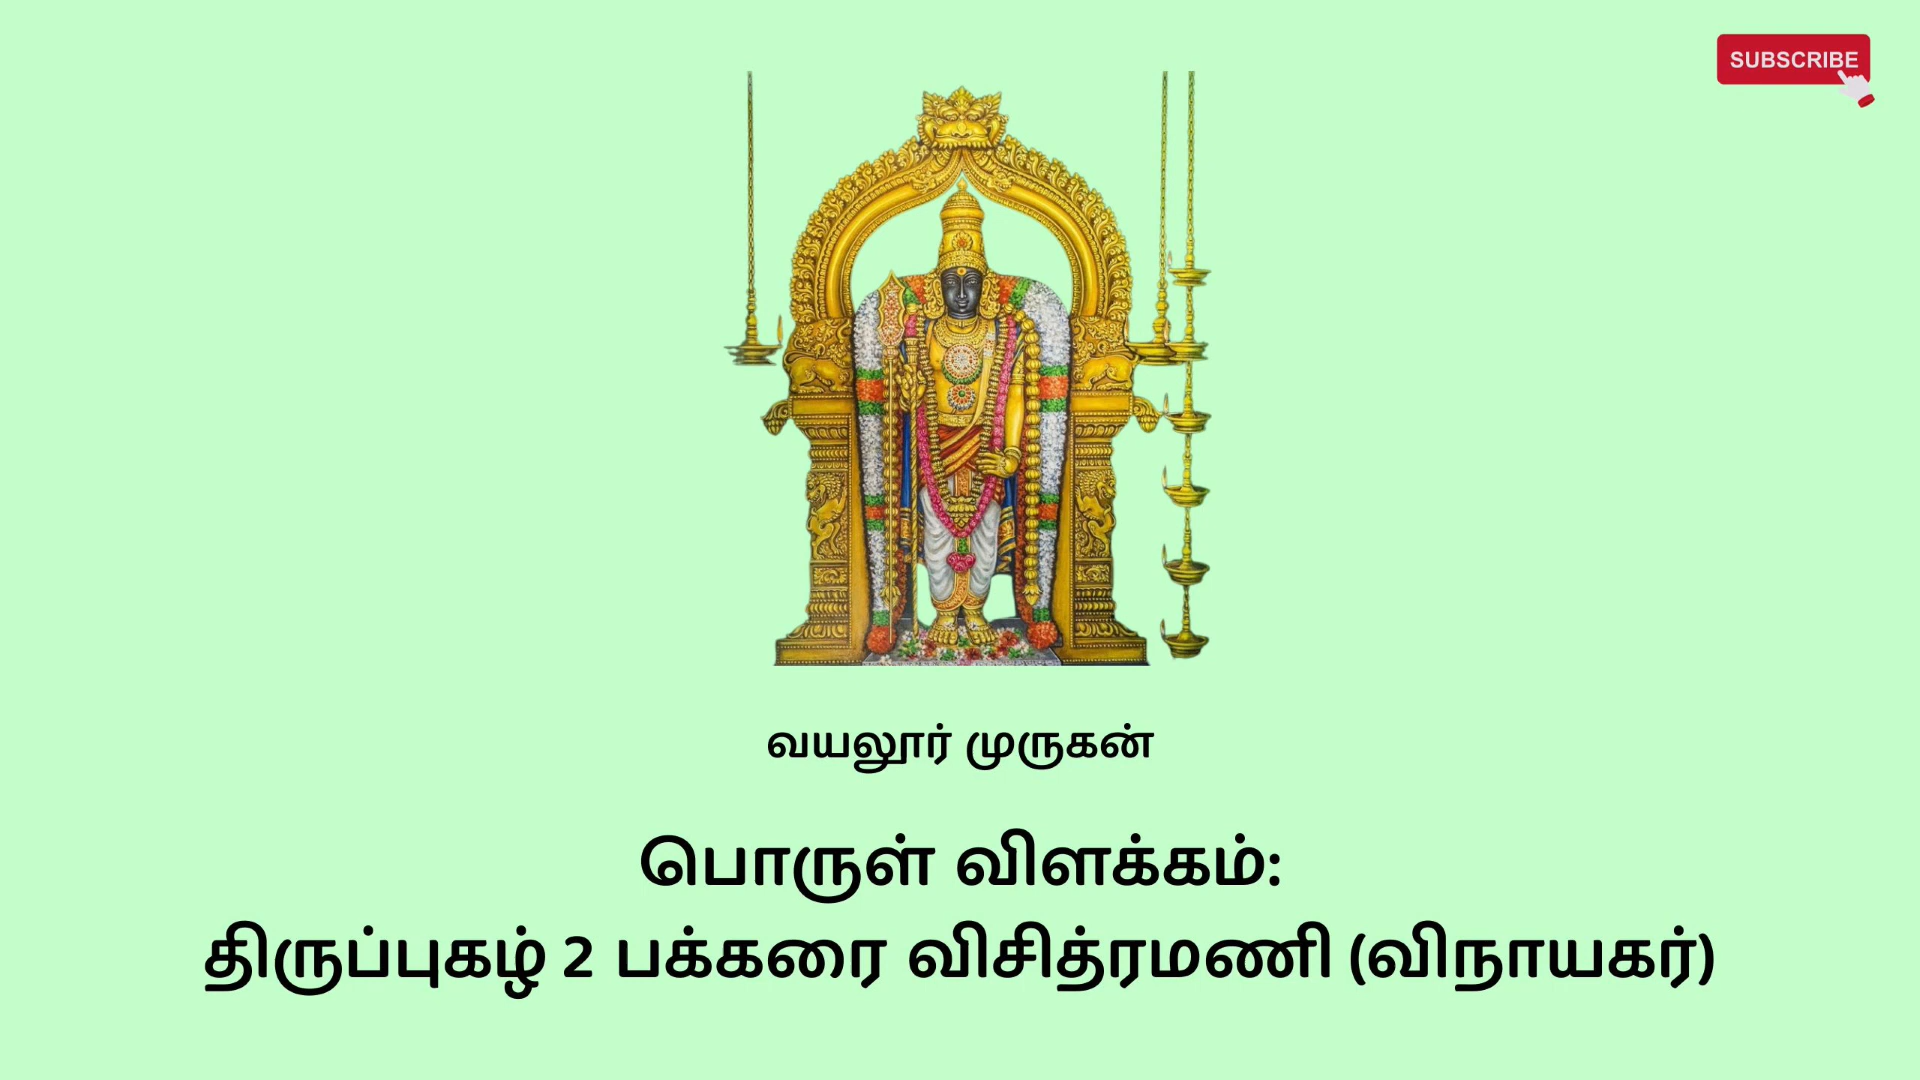 SUBSCRIBE
வயலூர் முருகன்
பொருள் விளக்கம்:
திருப்புகழ் 2 பக்கரை விசித்ரமணி (விநாயகர்)